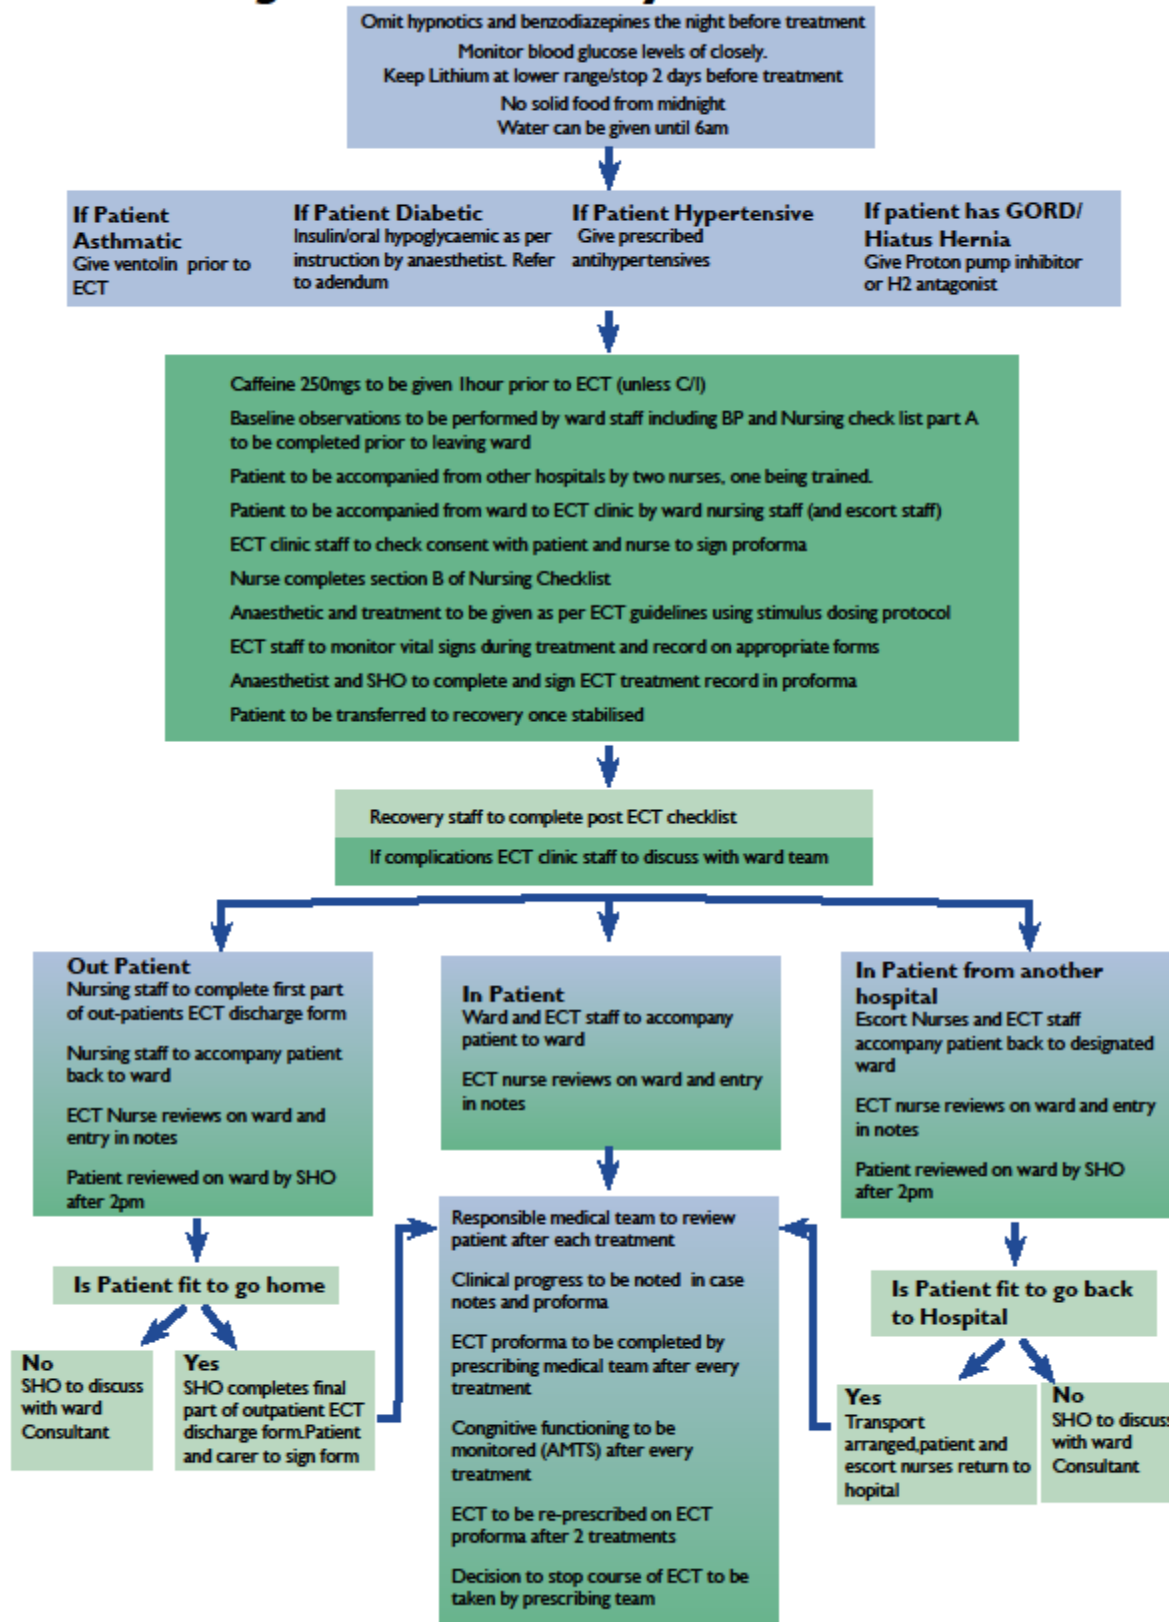 Omit hypnotics and benzodiazepines the night before treatment
Monitor blood glucose levels of closely.
Keep Lithium at lower range/stop 2 days before treatment
No solid food from midnight
Water can be given until 6am
If Patient
Asthmatic
Give ventolin prior to
ECT
If Patient Diabetic
Insulin/oral hypoglycaemic as per
instruction by anaesthetist. Refer
to adendum
If Patient Hypertensive
Give prescribed
antihypertensives
If patient has GORD/
Hiatus Hernia
Give Proton pump inhibitor
or H2 antagonist
Caffeine 250mgs to be given 1hour prior to ECT (unless C/I)
Baseline observations to be performed by ward staff including BP and Nursing check list part A
to be completed prior to leaving ward
Patient to be accompanied from other hospitals by two nurses, one being trained.
Patient to be accompanied from ward to ECT clinic by ward nursing staff (and escort staff)
ECT clinic staff to check consent with patient and nurse to sign proforma
Nurse completes section B of Nursing Checklist
Anaesthetic and treatment to be given as per ECT guidelines using stimulus dosing protocol
ECT staff to monitor vital signs during treatment and record on appropriate forms
Anaesthetist and SHO to complete and sign ECT treatment record in proforma
Patient to be transferred to recovery once stabilised
Recovery staff to complete post ECT checklist
If complications ECT clinic staff to discuss with ward team
Out Patient
Nursing staff to complete first part
of out-patients ECT discharge form
Nursing staff to accompany patient
back to ward
ECT Nurse reviews on ward and
entry in notes
Patient reviewed on ward by SHO
after 2pm
In Patient
Ward and ECT staff to accompany
patient to ward
ECT nurse reviews on ward and entry
in notes
In Patient from another
hospital
Escort Nurses and ECT staff
accompany patient back to designated
ward
ECT nurse reviews on ward and entry
in notes
Patient reviewed on ward by SHO
after 2pm
Is Patient fit to go home
No
SHO to discuss
with ward
Consultant
Yes
SHO completes final
part of outpatient ECT
discharge form.Patient
and carer to sign form
Responsible medical team to review
patient after each treatment
Clinical progress to be noted in case
notes and proforma
ECT proforma to be completed by
prescribing medical team after every
treatment
Congnitive functioning to be
monitored (AMTS) after every
treatment
ECT to be re-prescribed on ECT
proforma after 2 treatments
Decision to stop course of ECT to be
taken by prescribing team
Is Patient fit to go back
to Hospital
Yes
Transport
arranged,patient and
escort nurses return to
hopital
No
SHO to discuss
with ward
Consultant